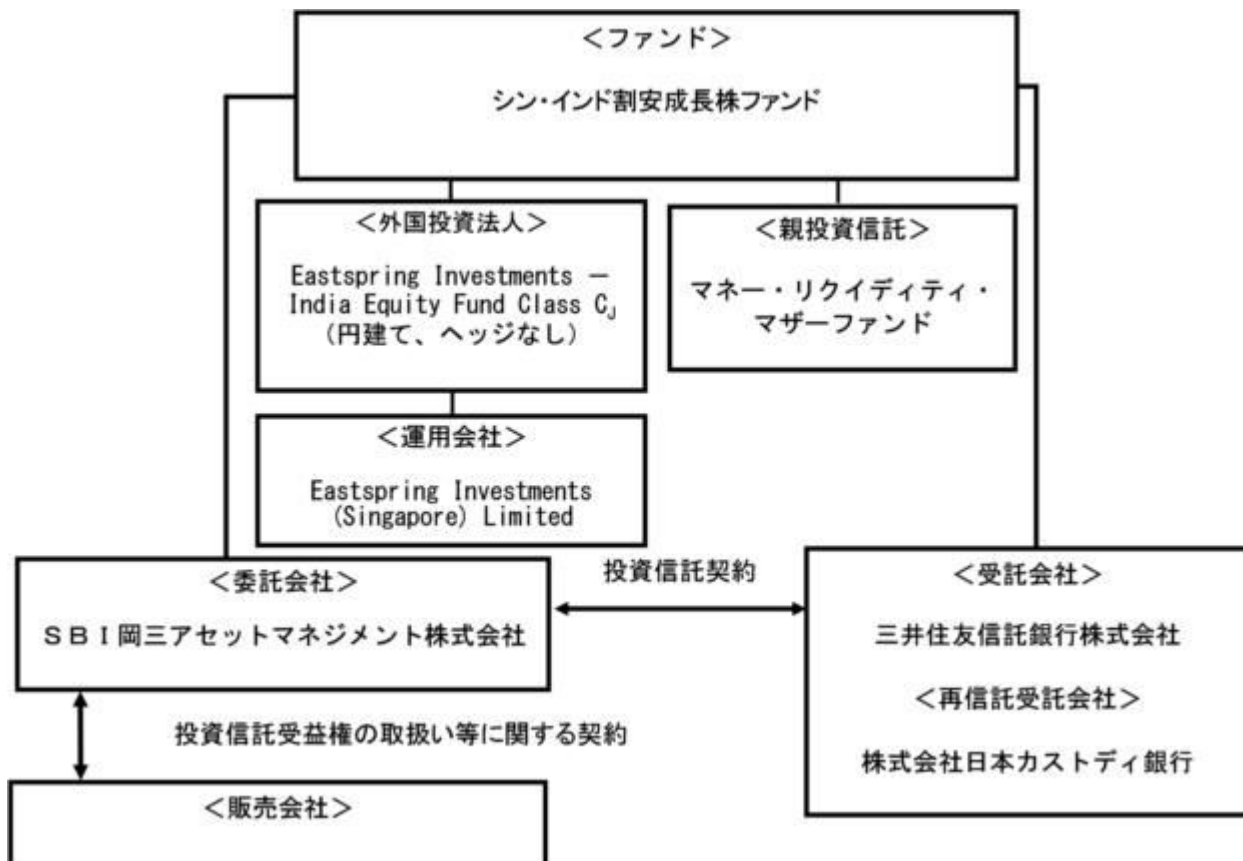 ＜ファンド＞
シン・インド割安成長株ファンド
＜外国投資法人＞
Eastspring Investments －
India Equity Fund Class CJ
（円建て、ヘッジなし）
＜親投資信託＞
マネー・リクイディティ・
マザーファンド
＜運用会社＞
Eastspring Investments
(Singapore) Limited
＜委託会社＞
ＳＢＩ岡三アセットマネジメント株式会社
投資信託契約
＜受託会社＞
三井住友信託銀行株式会社
＜再信託受託会社＞
株式会社日本カストディ銀行
投資信託受益権の取扱い等に関する契約
＜販売会社＞